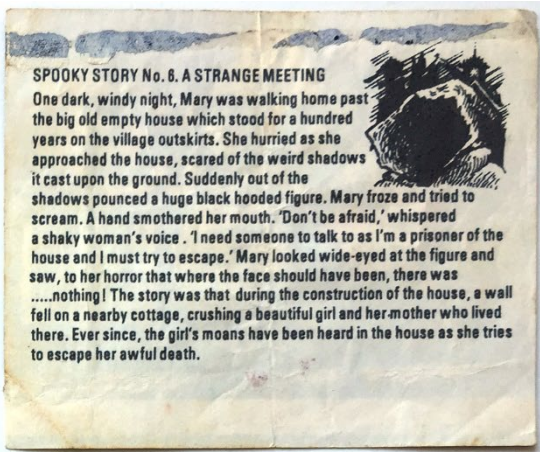 SPOOKY STORY No. 6. A STRANGE MEETING
One dark, windy night, Mary was walking home past
the big old empty house which stood for a hundred
years on the village outskirts. She hurried as she
approached the house, scared of the weird shadows
it cast upon the ground. Suddenly out of the
shadows pounced a huge black hooded figure. Mary froze and tried to
scream. A hand smothered her mouth. 'Don't be afraid,' whispered
a shaky woman's voice . 'I need someone to talk to as I'm a prisoner of the
house and I must try to escape.' Mary looked wide-eyed at the figure and
saw, to her horror that where the face should have been, there was
.....nothing! The story was that during the construction of the house, a wall
fell on a nearby cottage, crushing a beautiful girl and her mother who lived
there. Ever since, the girl's moans have been heard in the house as she tries
to escape her awful death.